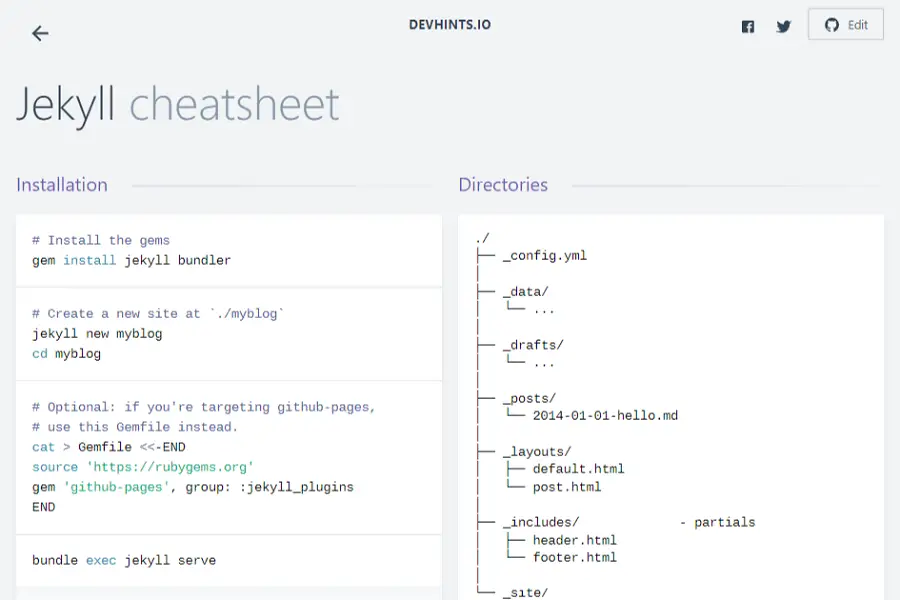 DEVHINTS.IO
Edit
Jekyll cheatsheet
Installation
# Install the gems
gem install jekyll bundler
# Create a new site at `./myblog`
jekyll new myblog
cd myblog
# Optional: if you're targeting github-pages,
# use this Gemfile instead.
cat > Gemfile <<-END
source 'https://rubygems.org'
gem 'github-pages', group: :jekyll_plugins
END
bundle exec jekyll serve
Directories
./
├── _config.yml
│
├── _data/
│   └── ...
│
├── _drafts/
│   └── ...
│
├── _posts/
│   └── 2014-01-01-hello.md
│
├── _layouts/
│   ├── default.html
│   └── post.html
│
├── _includes/             - partials
│   ├── header.html
│   └── footer.html
│
└── _site/